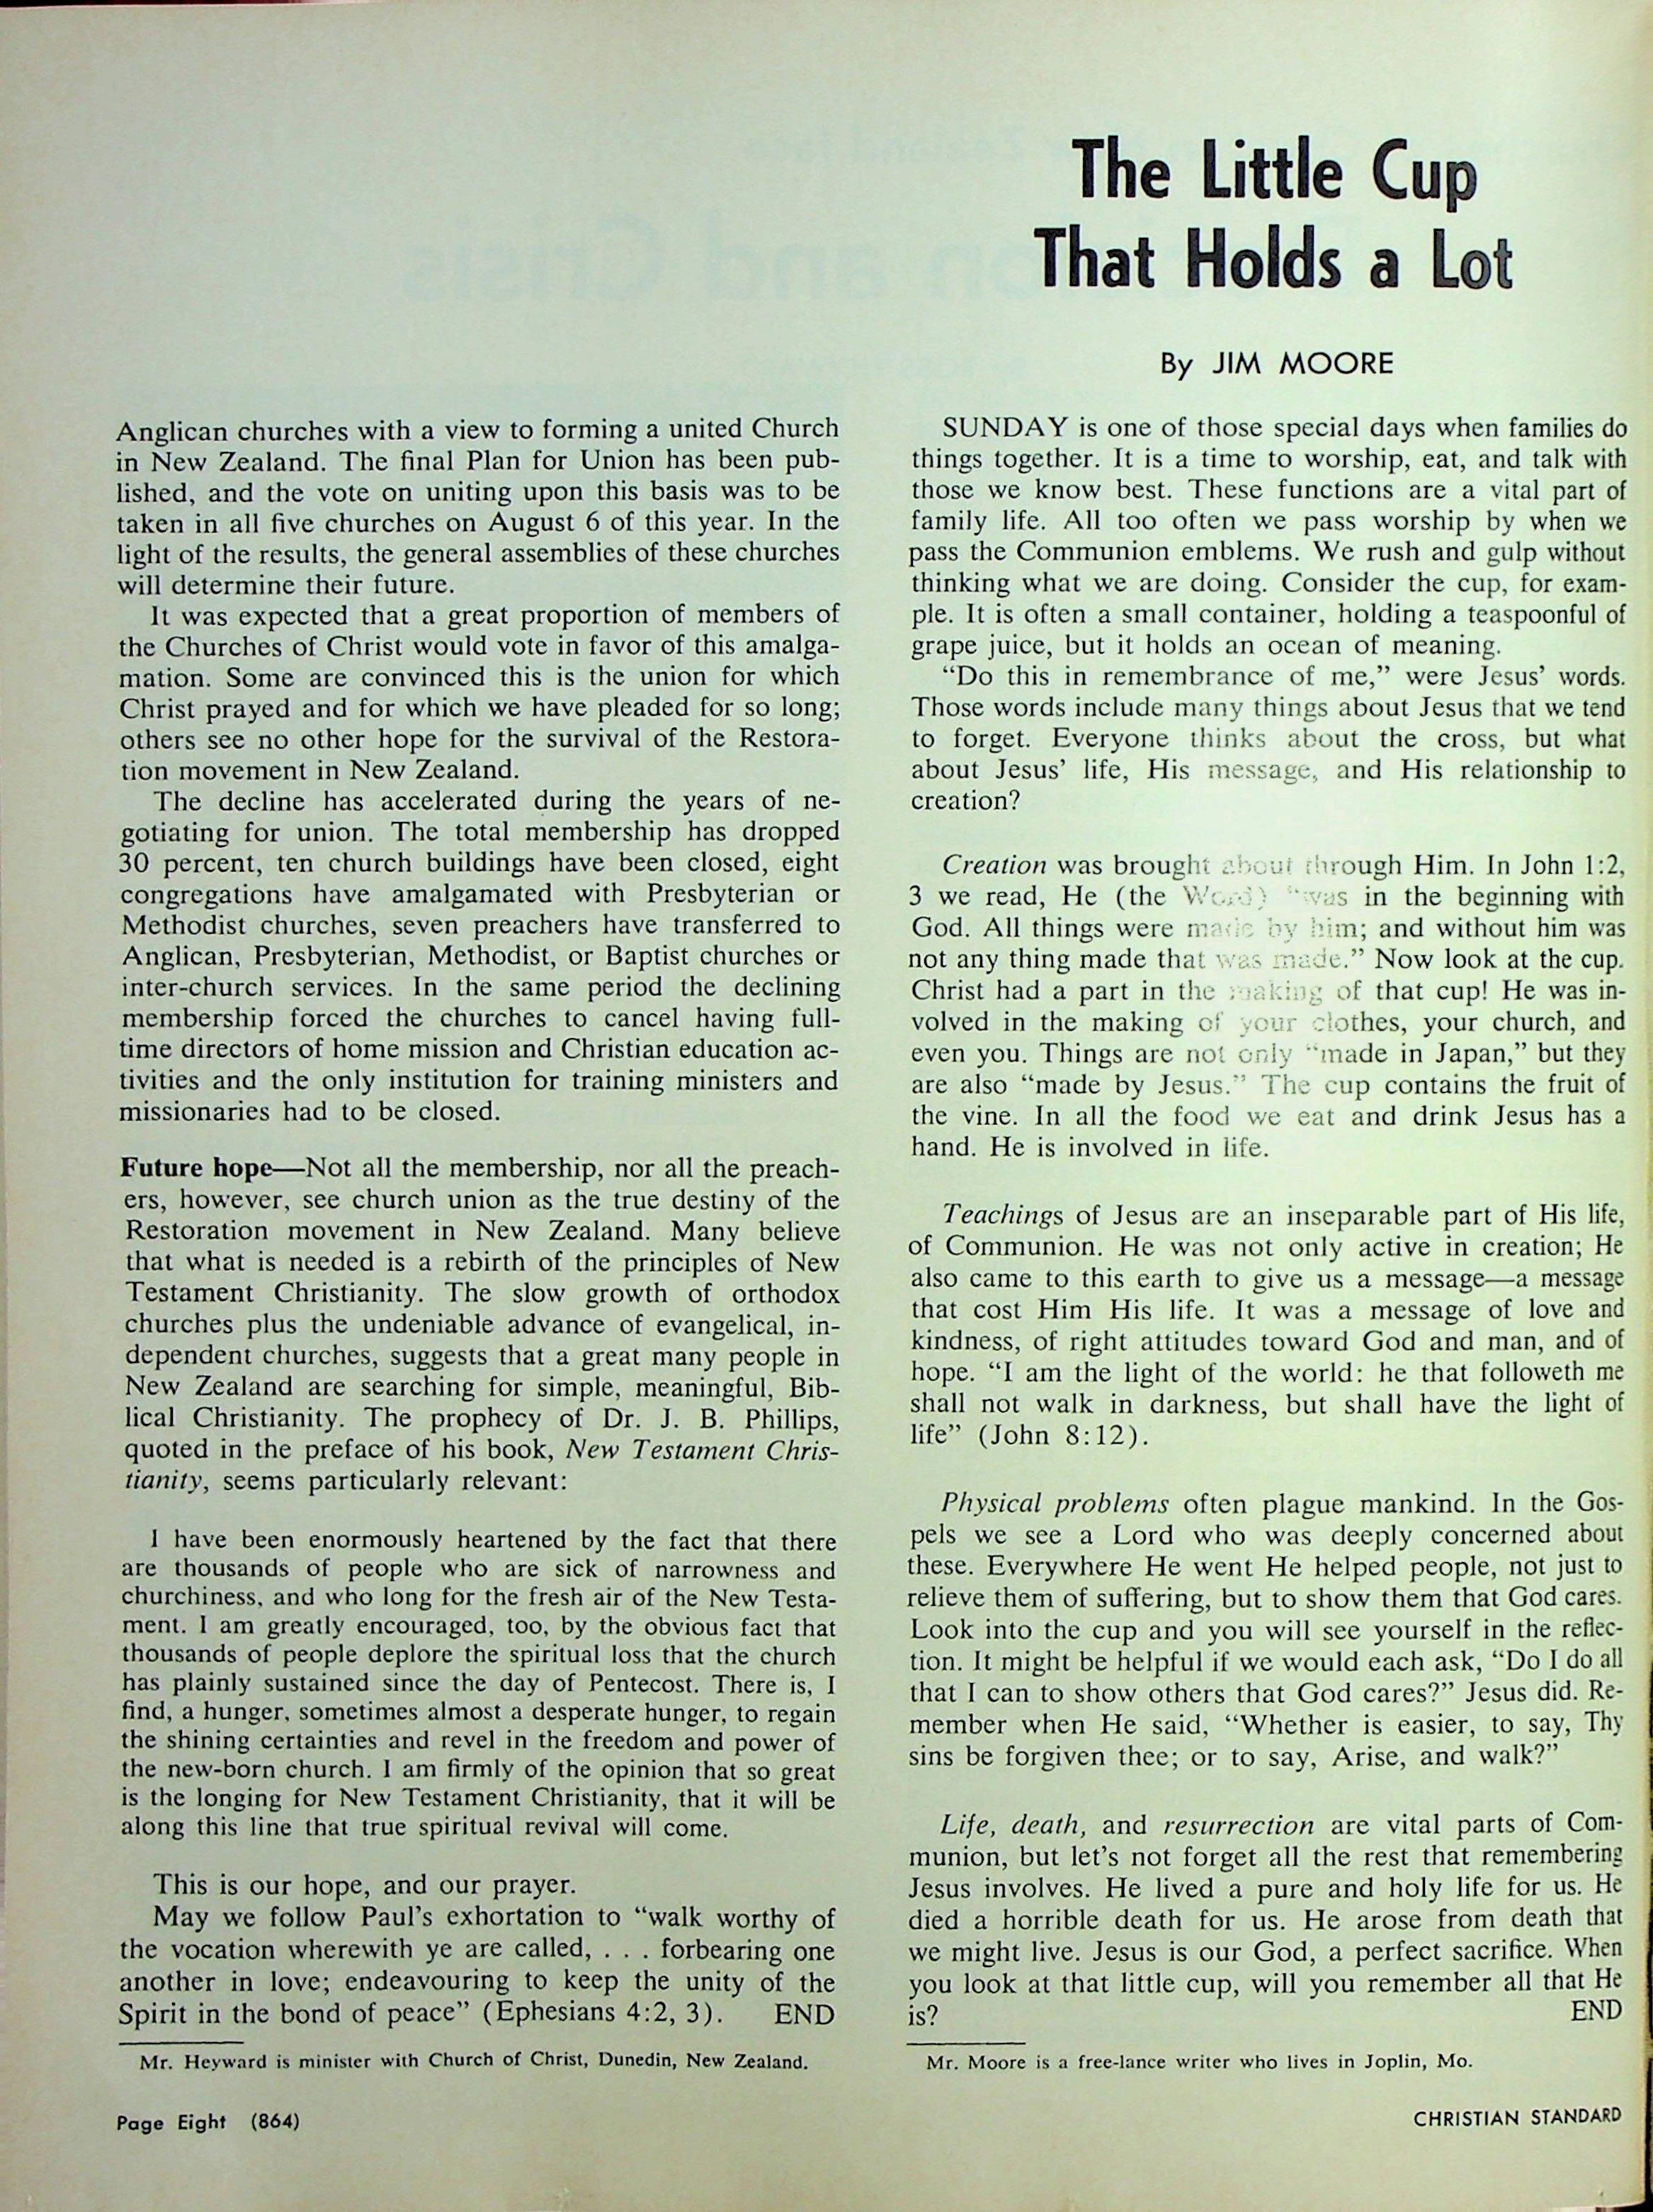 Anglican churches with a view to forming a united Church
in New Zealand. The final Plan for Union has been pub-
lished, and the vote on uniting upon this basis was to be
taken in all five churches on August 6 of this year. In the
light of the results, the general assemblies of these churches
will determine their future.
It was expected that a great proportion of members of
the Churches of Christ would vote in favor of this amalga-
mation. Some are convinced this is the union for which
Christ prayed and for which we have pleaded for so long;
others see no other hope for the survival of the Restora-
tion movement in New Zealand.
The decline has accelerated during the years of ne-
gotiating for union. The total membership has dropped
30 percent, ten church buildings have been closed, eight
congregations have amalgamated with Presbyterian or
Methodist churches, seven preachers have transferred to
Anglican, Presbyterian, Methodist, or Baptist churches or
inter-church services. In the same period the declining
membership forced the churches to cancel having full-
time directors of home mission and Christian education ac-
tivities and the only institution for training ministers and
missionaries had to be closed.
Future hope—Not all the membership, nor all the preach-
ers, however, see church union as the true destiny of the
Restoration movement in New Zealand. Many believe
that what is needed is a rebirth of the principles of New
Testament Christianity. The slow growth of orthodox
churches plus the undeniable advance of evangelical, in-
dependent churches, suggests that a great many people in
New Zealand are searching for simple, meaningful, Bib-
lical Christianity. The prophecy of Dr. J. B. Phillips,
quoted in the preface of his book, New Testament Chris-
tianity, seems particularly relevant:
I have been enormously heartened by the fact that there
are thousands of people who are sick of narrowness and
churchiness, and who long for the fresh air of the New Testa-
ment. I am greatly encouraged, too, by the obvious fact that
thousands of people deplore the spiritual loss that the church
has plainly sustained since the day of Pentecost. There is, I
find, a hunger, sometimes almost a desperate hunger, to regain
the shining certainties and revel in the freedom and power of
the new-born church. I am firmly of the opinion that so great
is the longing for New Testament Christianity, that it will be
along this line that true spiritual revival will come.
This is our hope, and our prayer.
May we follow Paul's exhortation to “walk worthy of
the vocation wherewith ye are called, . . . forbearing one
another in love; endeavouring to keep the unity of the
Spirit in the bond of peace” (Ephesians 4:2, 3). END
Mr. Heyward is minister with Church of Christ, Dunedin, New Zealand.
The Little Cup
That Holds a Lot
By JIM MOORE
SUNDAY is one of those special days when families do
things together. It is a time to worship, eat, and talk with
those we know best. These functions are a vital part of
family life. All too often we pass worship by when we
pass the Communion emblems. We rush and gulp without
thinking what we are doing. Consider the cup, for exam-
ple. It is often a small container, holding a teaspoonful of
grape juice, but it holds an ocean of meaning.
“Do this in remembrance of me,” were Jesus' words.
Those words include many things about Jesus that we tend
to forget. Everyone thinks about the cross, but what
about Jesus' life, His message, and His relationship to
creation?
Creation was brought about through Him. In John 1:2,
3 we read, He (the Word) “was in the beginning with
God. All things were made by him; and without him was
not any thing made that was made.” Now look at the cup.
Christ had a part in the making of that cup! He was in-
volved in the making of your clothes, your church, and
even you. Things are not only “made in Japan,” but they
are also “made by Jesus.” The cup contains the fruit of
the vine. In all the food we eat and drink Jesus has a
hand. He is involved in life.
Teachings of Jesus are an inseparable part of His life,
of Communion. He was not only active in creation; He
also came to this earth to give us a message—a message
that cost Him His life. It was a message of love and
kindness, of right attitudes toward God and man, and of
hope. “I am the light of the world: he that followeth me
shall not walk in darkness, but shall have the light of
life” (John 8:12).
Physical problems often plague mankind. In the Gos-
pels we see a Lord who was deeply concerned about
these. Everywhere He went He helped people, not just to
relieve them of suffering, but to show them that God cares.
Look into the cup and you will see yourself in the reflec-
tion. It might be helpful if we would each ask, “Do I do all
that I can to show others that God cares?” Jesus did. Re-
member when He said, “Whether is easier, to say, Thy
sins be forgiven thee; or to say, Arise, and walk?”
Life, death, and resurrection are vital parts of Com-
munion, but let's not forget all the rest that remembering
Jesus involves. He lived a pure and holy life for us. He
died a horrible death for us. He arose from death that
we might live. Jesus is our God, a perfect sacrifice. When
you look at that little cup, will you remember all that He
is? END
Mr. Moore is a free-lance writer who lives in Joplin, Mo.
Page Eight (864)
CHRISTIAN STANDARD